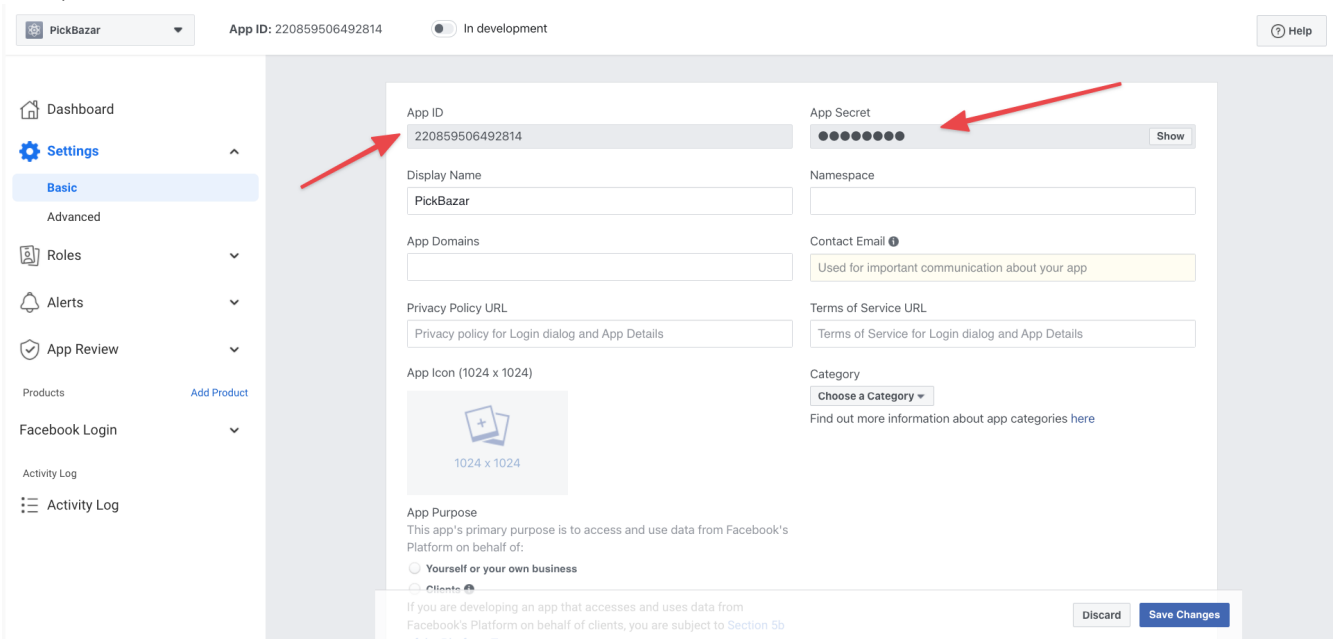 PickBazar
App ID: 220859506492814
In development
Help
Dashboard
Settings
Basic
Advanced
Roles
Alerts
App Review
Products
Add Product
Facebook Login
Activity Log
Activity Log
App ID
220859506492814
App Secret
Show
Display Name
PickBazar
Namespace
App Domains
Contact Email
Used for important communication about your app
Privacy Policy URL
Privacy policy for Login dialog and App Details
Terms of Service URL
Terms of Service for Login dialog and App Details
App Icon (1024 x 1024)
1024 x 1024
Category
Choose a Category
Find out more information about app categories here
App Purpose
This app's primary purpose is to access and use data from Facebook's
Platform on behalf of:
Yourself or your own business
Clients
If you are developing an app that accesses and uses data from
Facebook's Platform on behalf of clients, you are subject to Section 5b
Discard
Save Changes